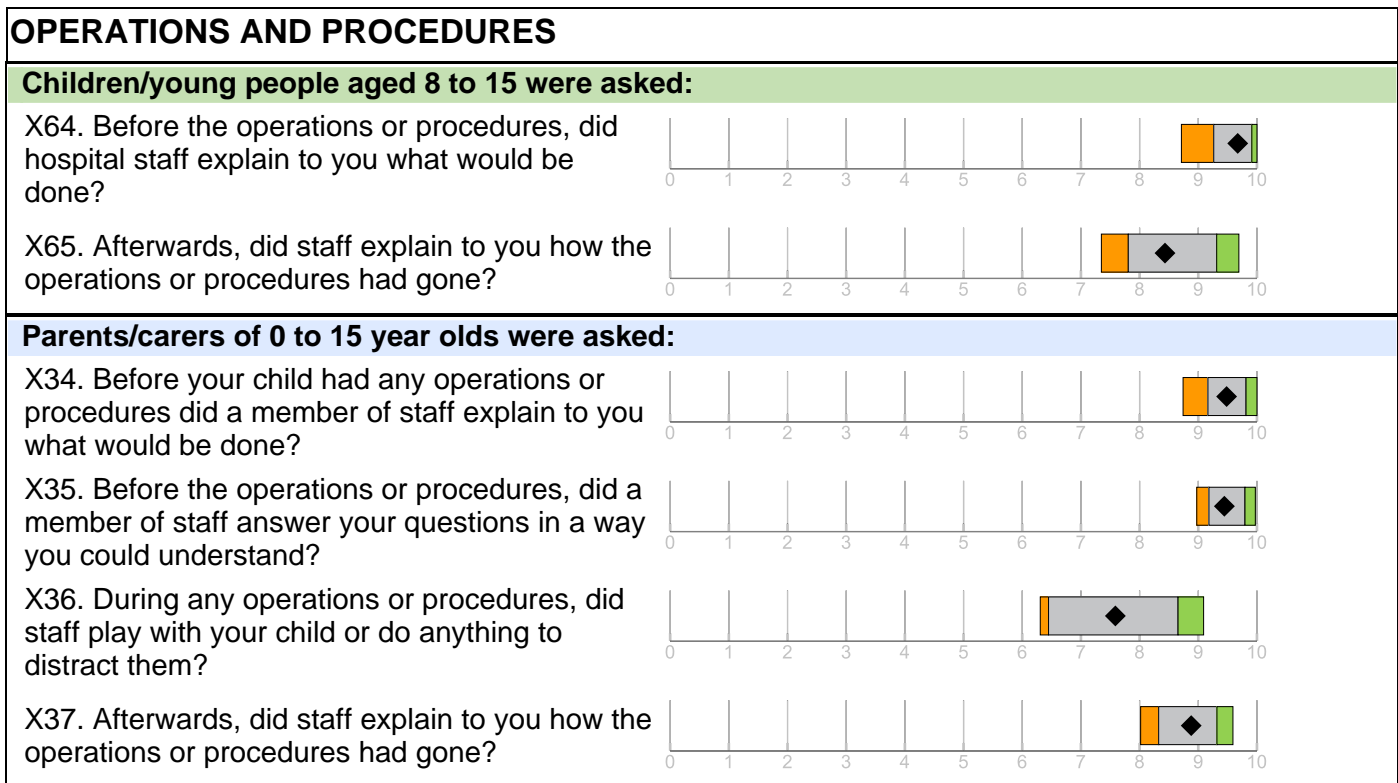 OPERATIONS AND PROCEDURES
Children/young people aged 8 to 15 were asked:
X64. Before the operations or procedures, did
hospital staff explain to you what would be
done?
0 1 2 3 4 5 6 7 8 9 10
X65. Afterwards, did staff explain to you how the
operations or procedures had gone?
0 1 2 3 4 5 6 7 8 9 10
Parents/carers of 0 to 15 year olds were asked:
X34. Before your child had any operations or
procedures did a member of staff explain to you
what would be done?
0 1 2 3 4 5 6 7 8 9 10
X35. Before the operations or procedures, did a
member of staff answer your questions in a way
you could understand?
0 1 2 3 4 5 6 7 8 9 10
X36. During any operations or procedures, did
staff play with your child or do anything to
distract them?
0 1 2 3 4 5 6 7 8 9 10
X37. Afterwards, did staff explain to you how the
operations or procedures had gone?
0 1 2 3 4 5 6 7 8 9 10